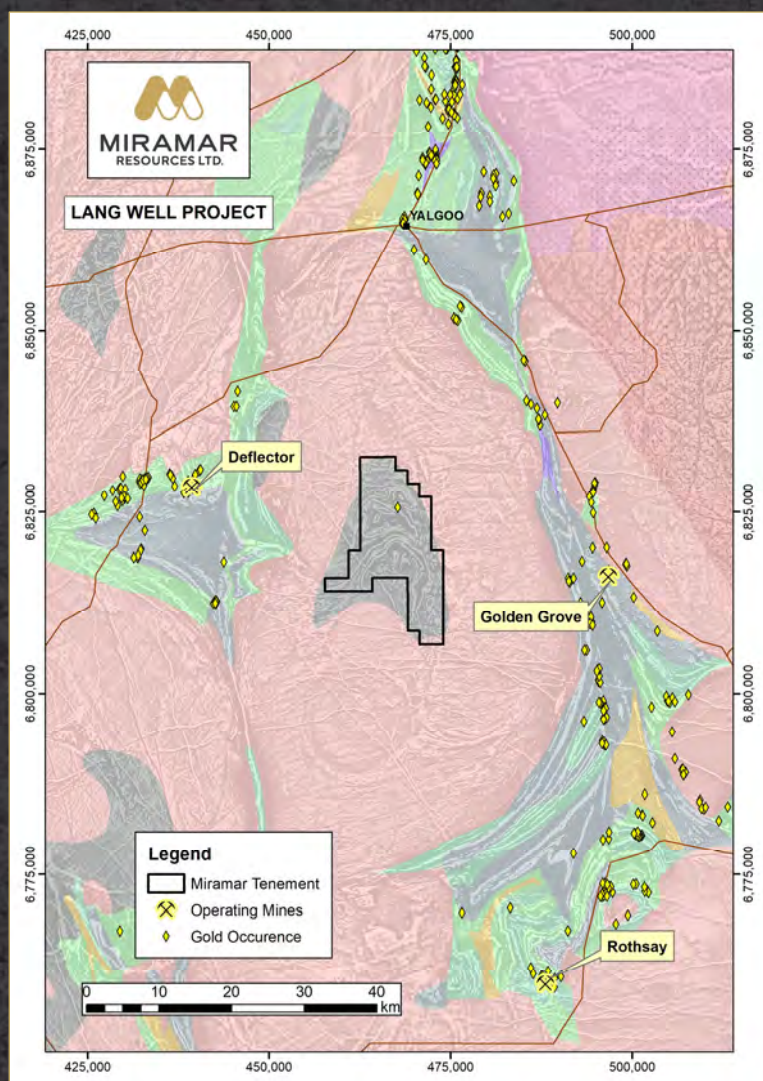 425,000
450,000
475,000
500,000
MIRAMAR
RESOURCES LTD.
LANG WELL PROJECT
6,875,000
6,875,000
YALGOO
6,850,000
6,850,000
Deflector
6,825,000
6,825,000
Golden Grove
6,800,000
6,800,000
6,775,000
6,775,000
Legend
Miramar Tenement
Operating Mines
Gold Occurence
Rothsay
0 10 20 30 40
km
425,000
450,000
475,000
500,000